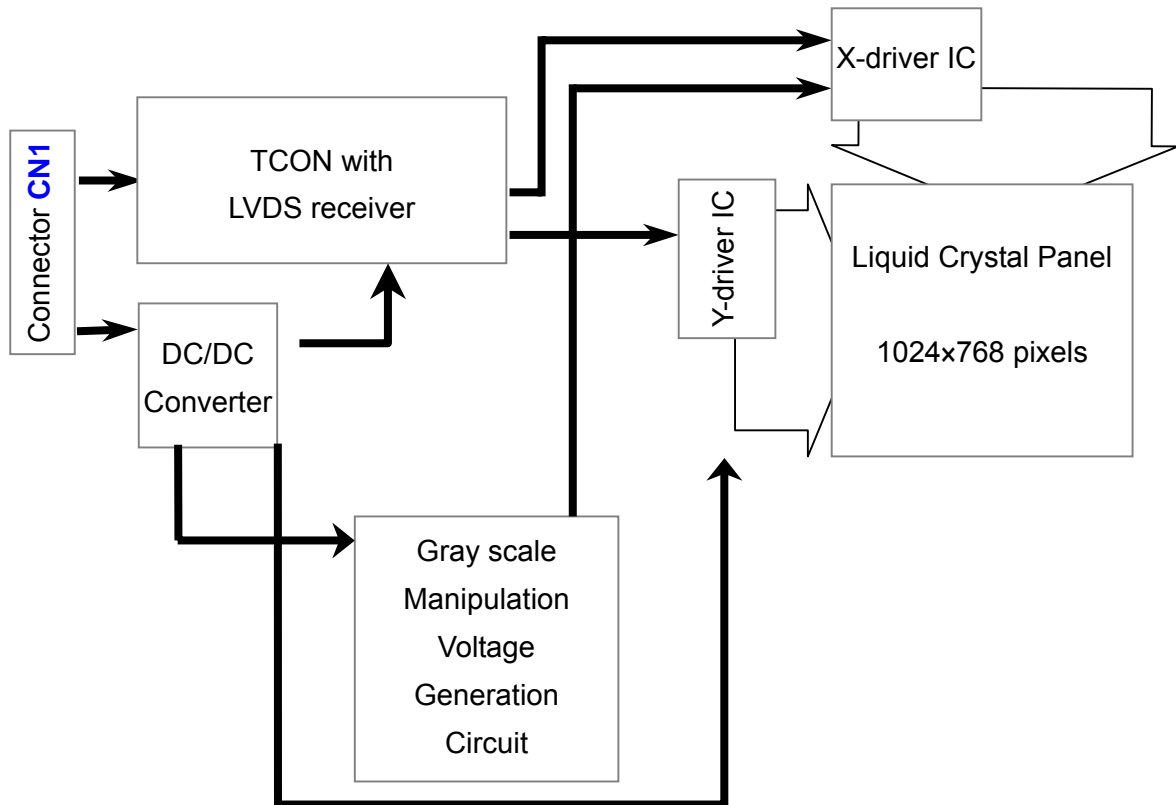 X-driver IC
Connector CN1
TCON with
LVDS receiver
Y-driver IC
Liquid Crystal Panel
1024×768 pixels
DC/DC
Converter
Gray scale
Manipulation
Voltage
Generation
Circuit